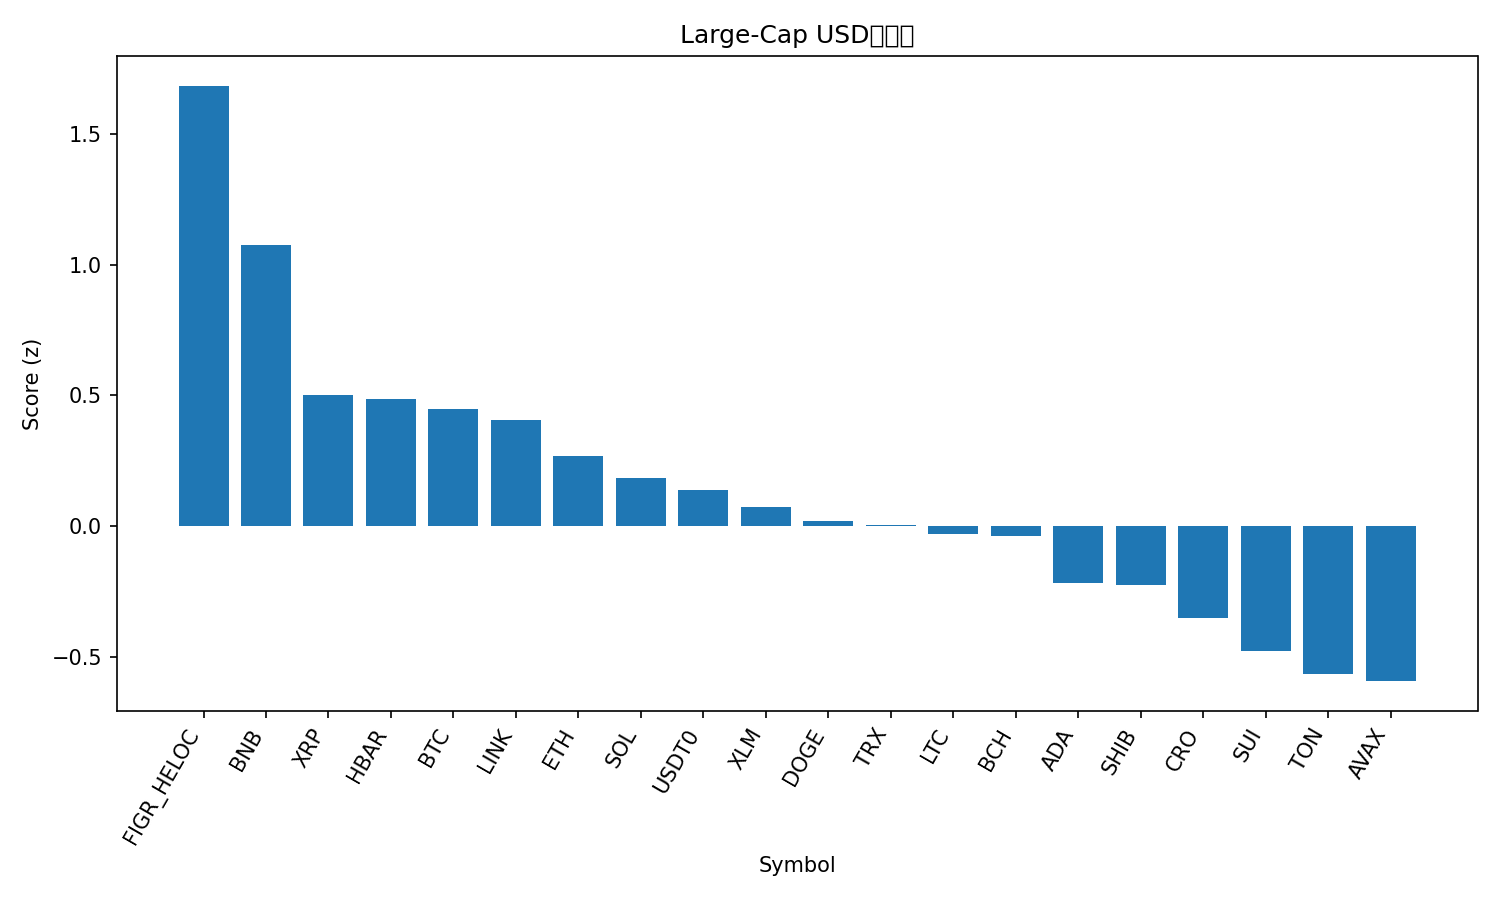 Large-Cap USD
Score (z)
1.5
1.0
0.5
0.0
−0.5
FIGR_HELOC
BNB
XRP
HBAR
BTC
LINK
ETH
SOL
USDT0
XLM
DOGE
TRX
LTC
BCH
ADA
SHIB
CRO
SUI
TON
AVAX
Symbol